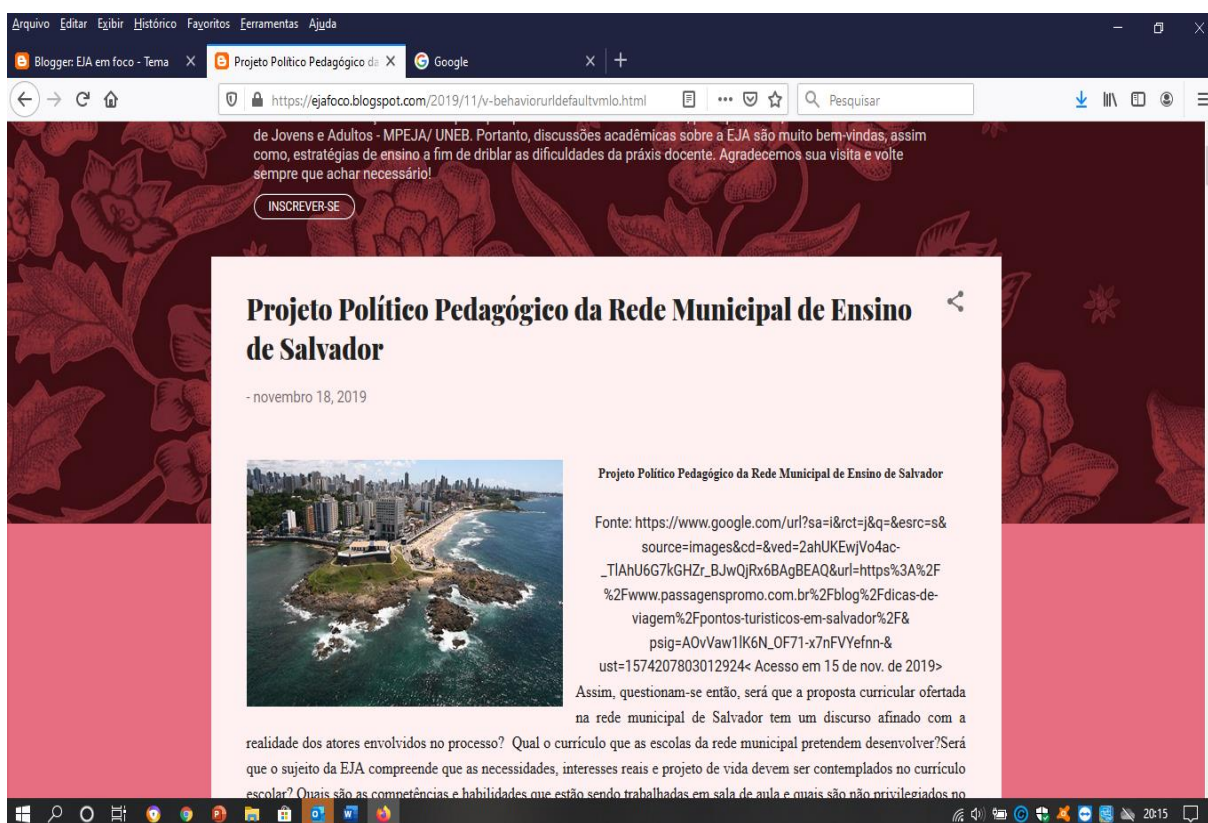 Arquivo Editar Exibir Histórico Favoritos Ferramentas Ajuda
Blogger: EJA em foco - Tema
Projeto Político Pedagógico da
Google
https://ejafoco.blogspot.com/2019/11/v-behaviorurldefaultvmlo.html
Pesquisar
de Jovens e Adultos - MPEJA/ UNEB. Portanto, discussões acadêmicas sobre a EJA são muito bem-vindas, assim
como, estratégias de ensino a fim de driblar as dificuldades da práxis docente. Agradecemos sua visita e volte
sempre que achar necessário!
INSCREVER-SE
Projeto Político Pedagógico da Rede Municipal de Ensino
de Salvador
- novembro 18, 2019
Projeto Político Pedagógico da Rede Municipal de Ensino de Salvador
Fonte: https://www.google.com/url?sa=i&rct=j&q=&esrc=s&
source=images&cd=&ved=2ahUKEwjVo4ac-
_TlAhU6G7kGHZr_BJwQjRx6BAgBEAQ&url=https%3A%2F
%2Fwww.passagenspromo.com.br%2Fblog%2Fdicas-de-
viagem%2Fpontos-turisticos-em-salvador%2F&
psig=AOvVaw1lK6N_OF71-x7nFVYefnn-&
ust=1574207803012924< Acesso em 15 de nov. de 2019>
Assim, questionam-se então, será que a proposta curricular ofertada
na rede municipal de Salvador tem um discurso afinado com a
realidade dos atores envolvidos no processo? Qual o currículo que as escolas da rede municipal pretendem desenvolver?Será
que o sujeito da EJA compreende que as necessidades, interesses reais e projeto de vida devem ser contemplados no currículo
escolar? Quais são as competências e habilidades que estão sendo trabalhadas em sala de aula e quais são não privilegiados no
20:15